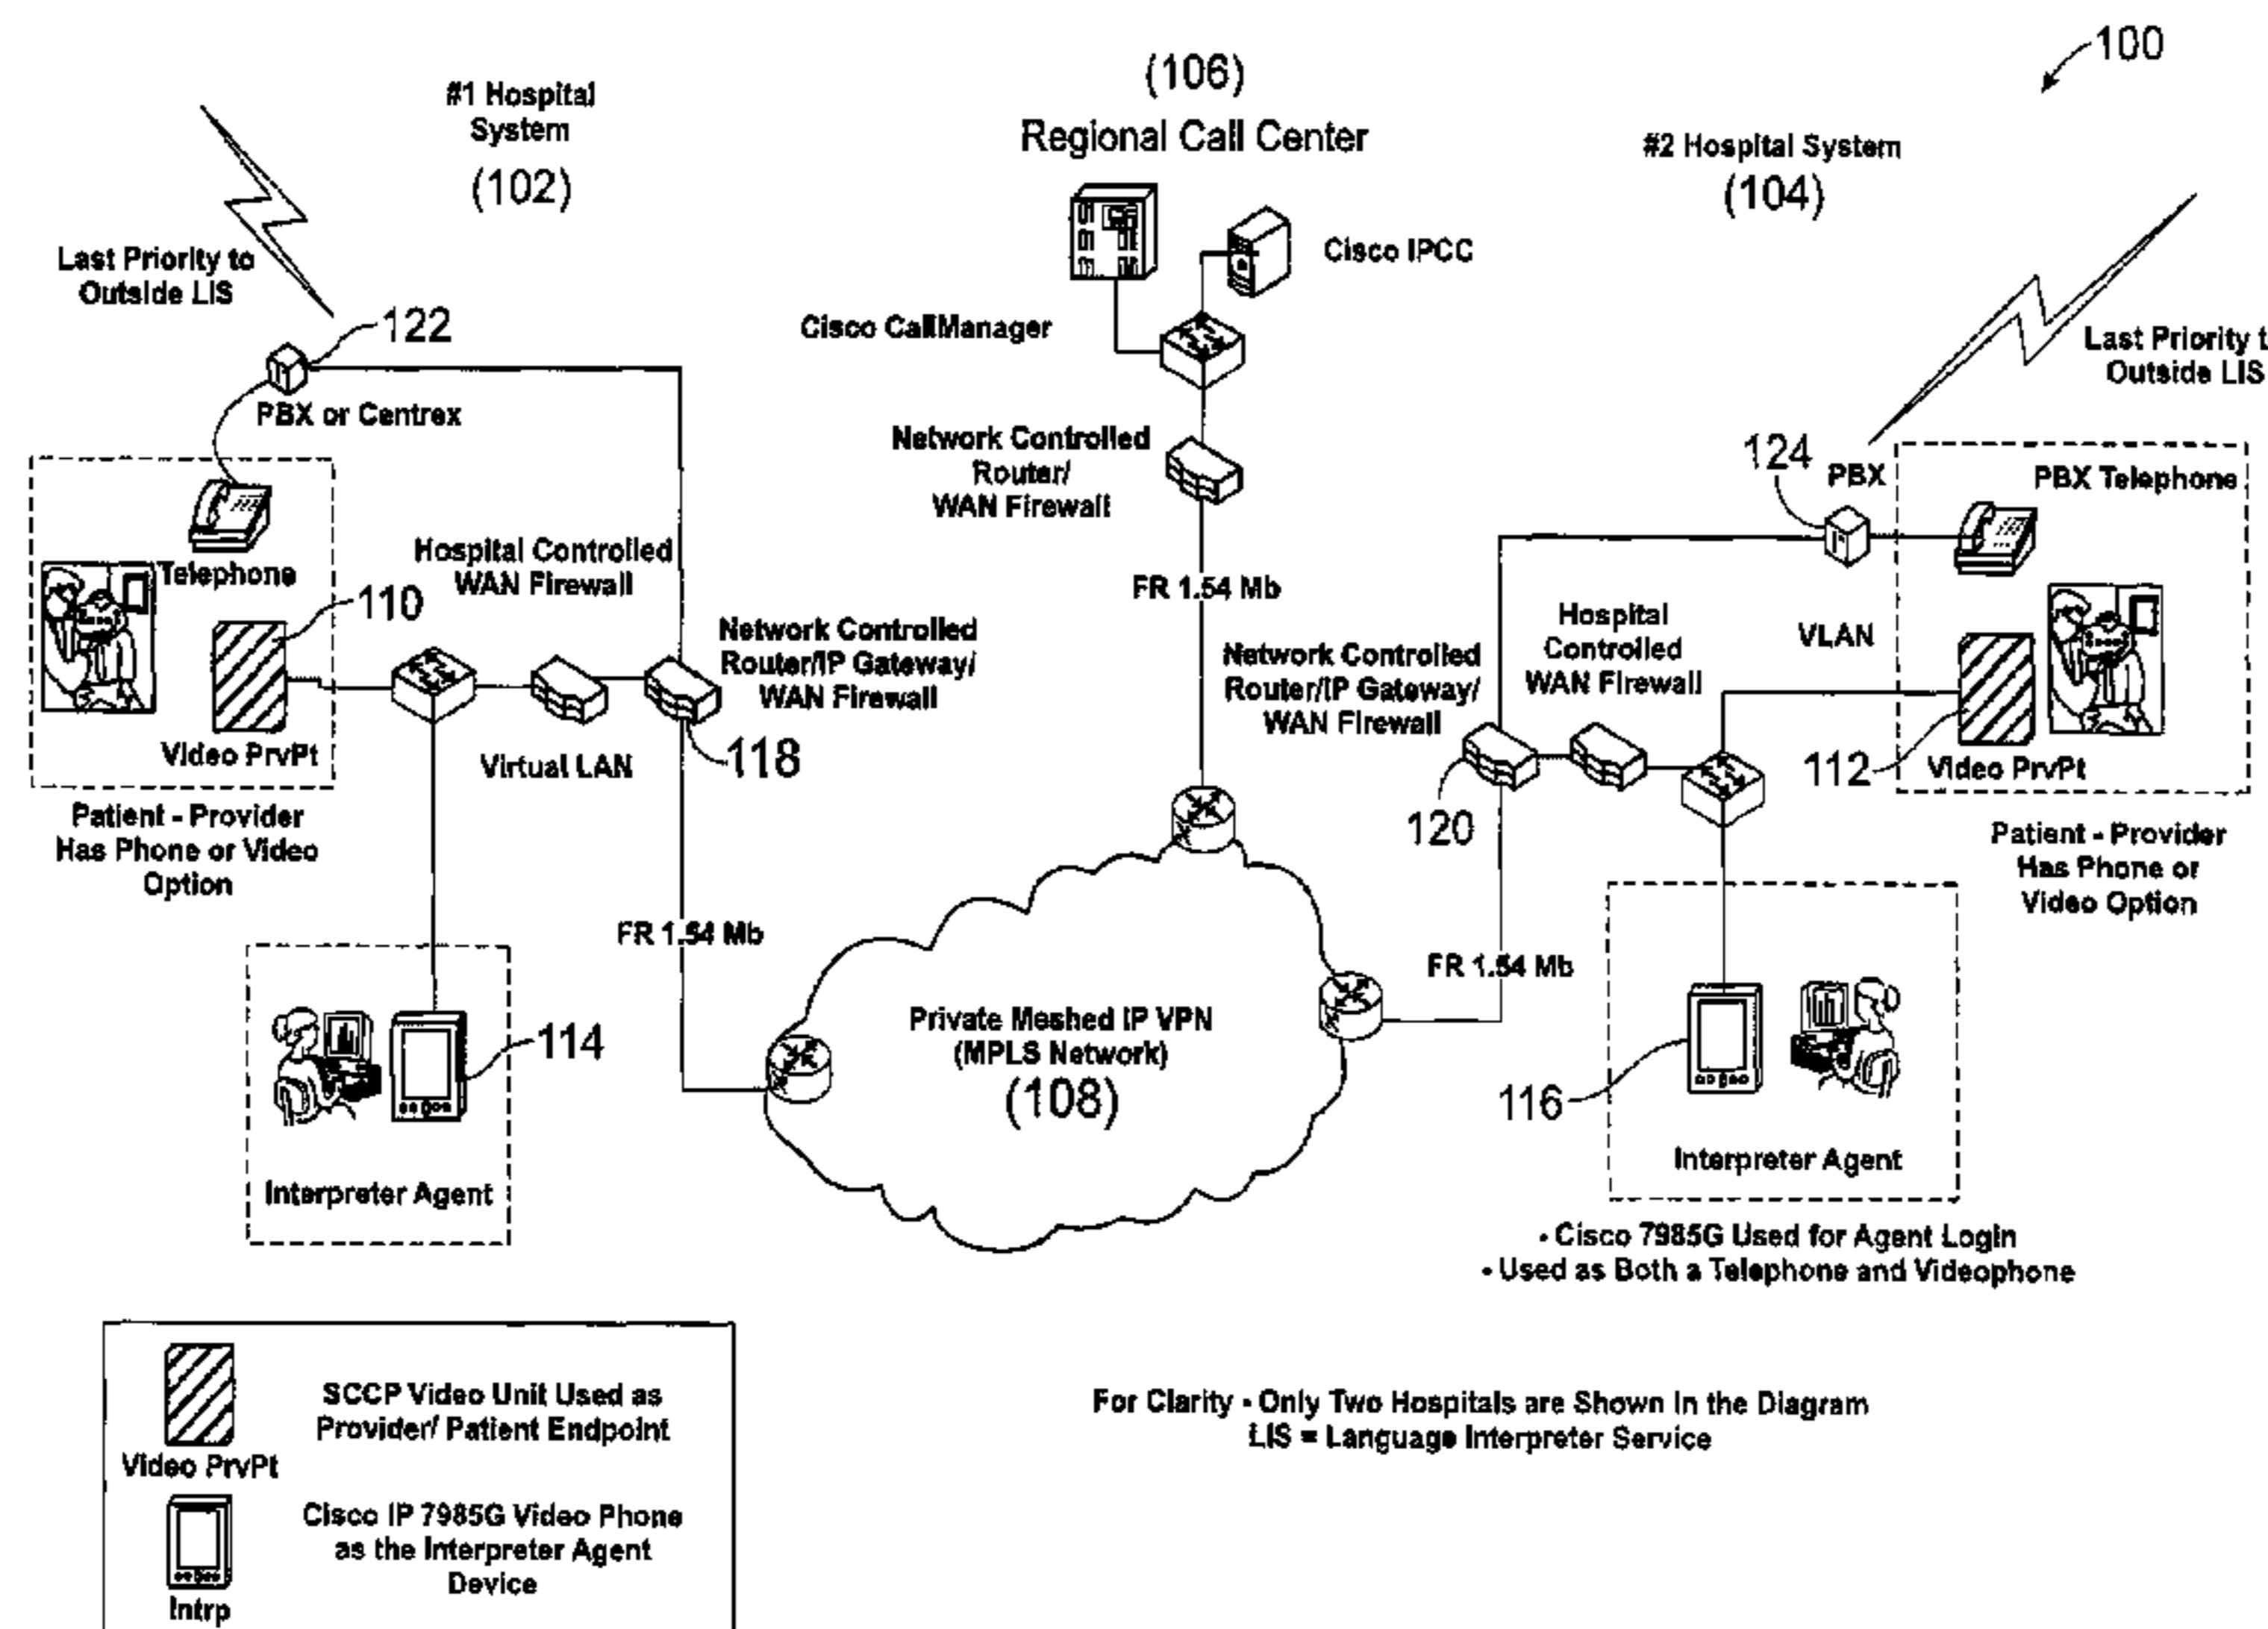 100
(106)
Regional Call Center
#1 Hospital
System
(102)
#2 Hospital System
(104)
Last Priority to
Outside LIS
122
PBX or Centrex
Cisco IPCC
Cisco CallManager
Last Priority t
Outside LIS
Network Controlled
Router/
WAN Firewall
124
PBX
PBX Telephone
Telephone
Hospital Controlled
WAN Firewall
110
FR 1.54 Mb
Network Controlled
Router/IP Gateway/
WAN Firewall
Network Controlled
Router/IP Gateway/
WAN Firewall
Hospital
Controlled
WAN Firewall
VLAN
Video PrvPt
Virtual LAN
118
120
112
Video PrvPt
Patient - Provider
Has Phone or Video
Option
Patient - Provider
Has Phone or
Video Option
FR 1.54 Mb
FR 1.54 Mb
Private Meshed IP VPN
(MPLS Network)
(108)
114
Interpreter Agent
116
Interpreter Agent
• Cisco 7985G Used for Agent Login
• Used as Both a Telephone and Videophone
SCCP Video Unit Used as
Provider/ Patient Endpoint
Video PrvPt
Cisco IP 7985G Video Phone
as the Interpreter Agent
Device
Intrp
For Clarity - Only Two Hospitals are Shown In the Diagram
LIS = Language Interpreter Service